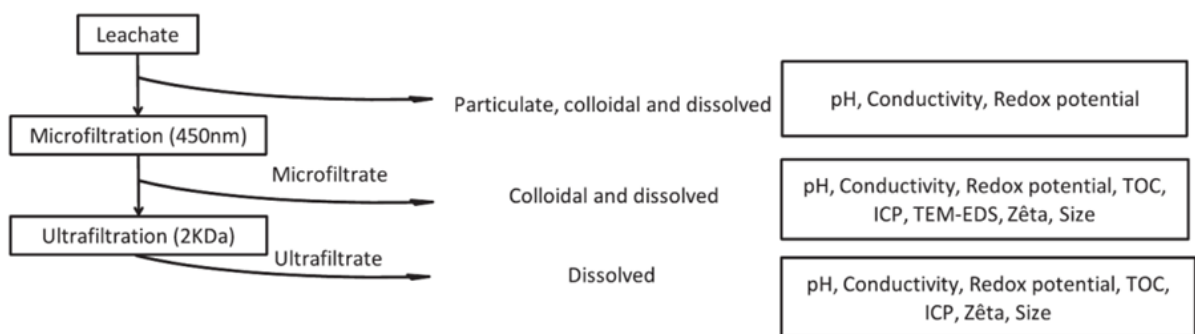 Leachate
Particulate, colloidal and dissolved
pH, Conductivity, Redox potential
Microfiltration (450nm)
Microfiltrate
Colloidal and dissolved
pH, Conductivity, Redox potential, TOC,
ICP, TEM-EDS, Zêta, Size
Ultrafiltration (2KDa)
Ultrafiltrate
Dissolved
pH, Conductivity, Redox potential, TOC,
ICP, Zêta, Size